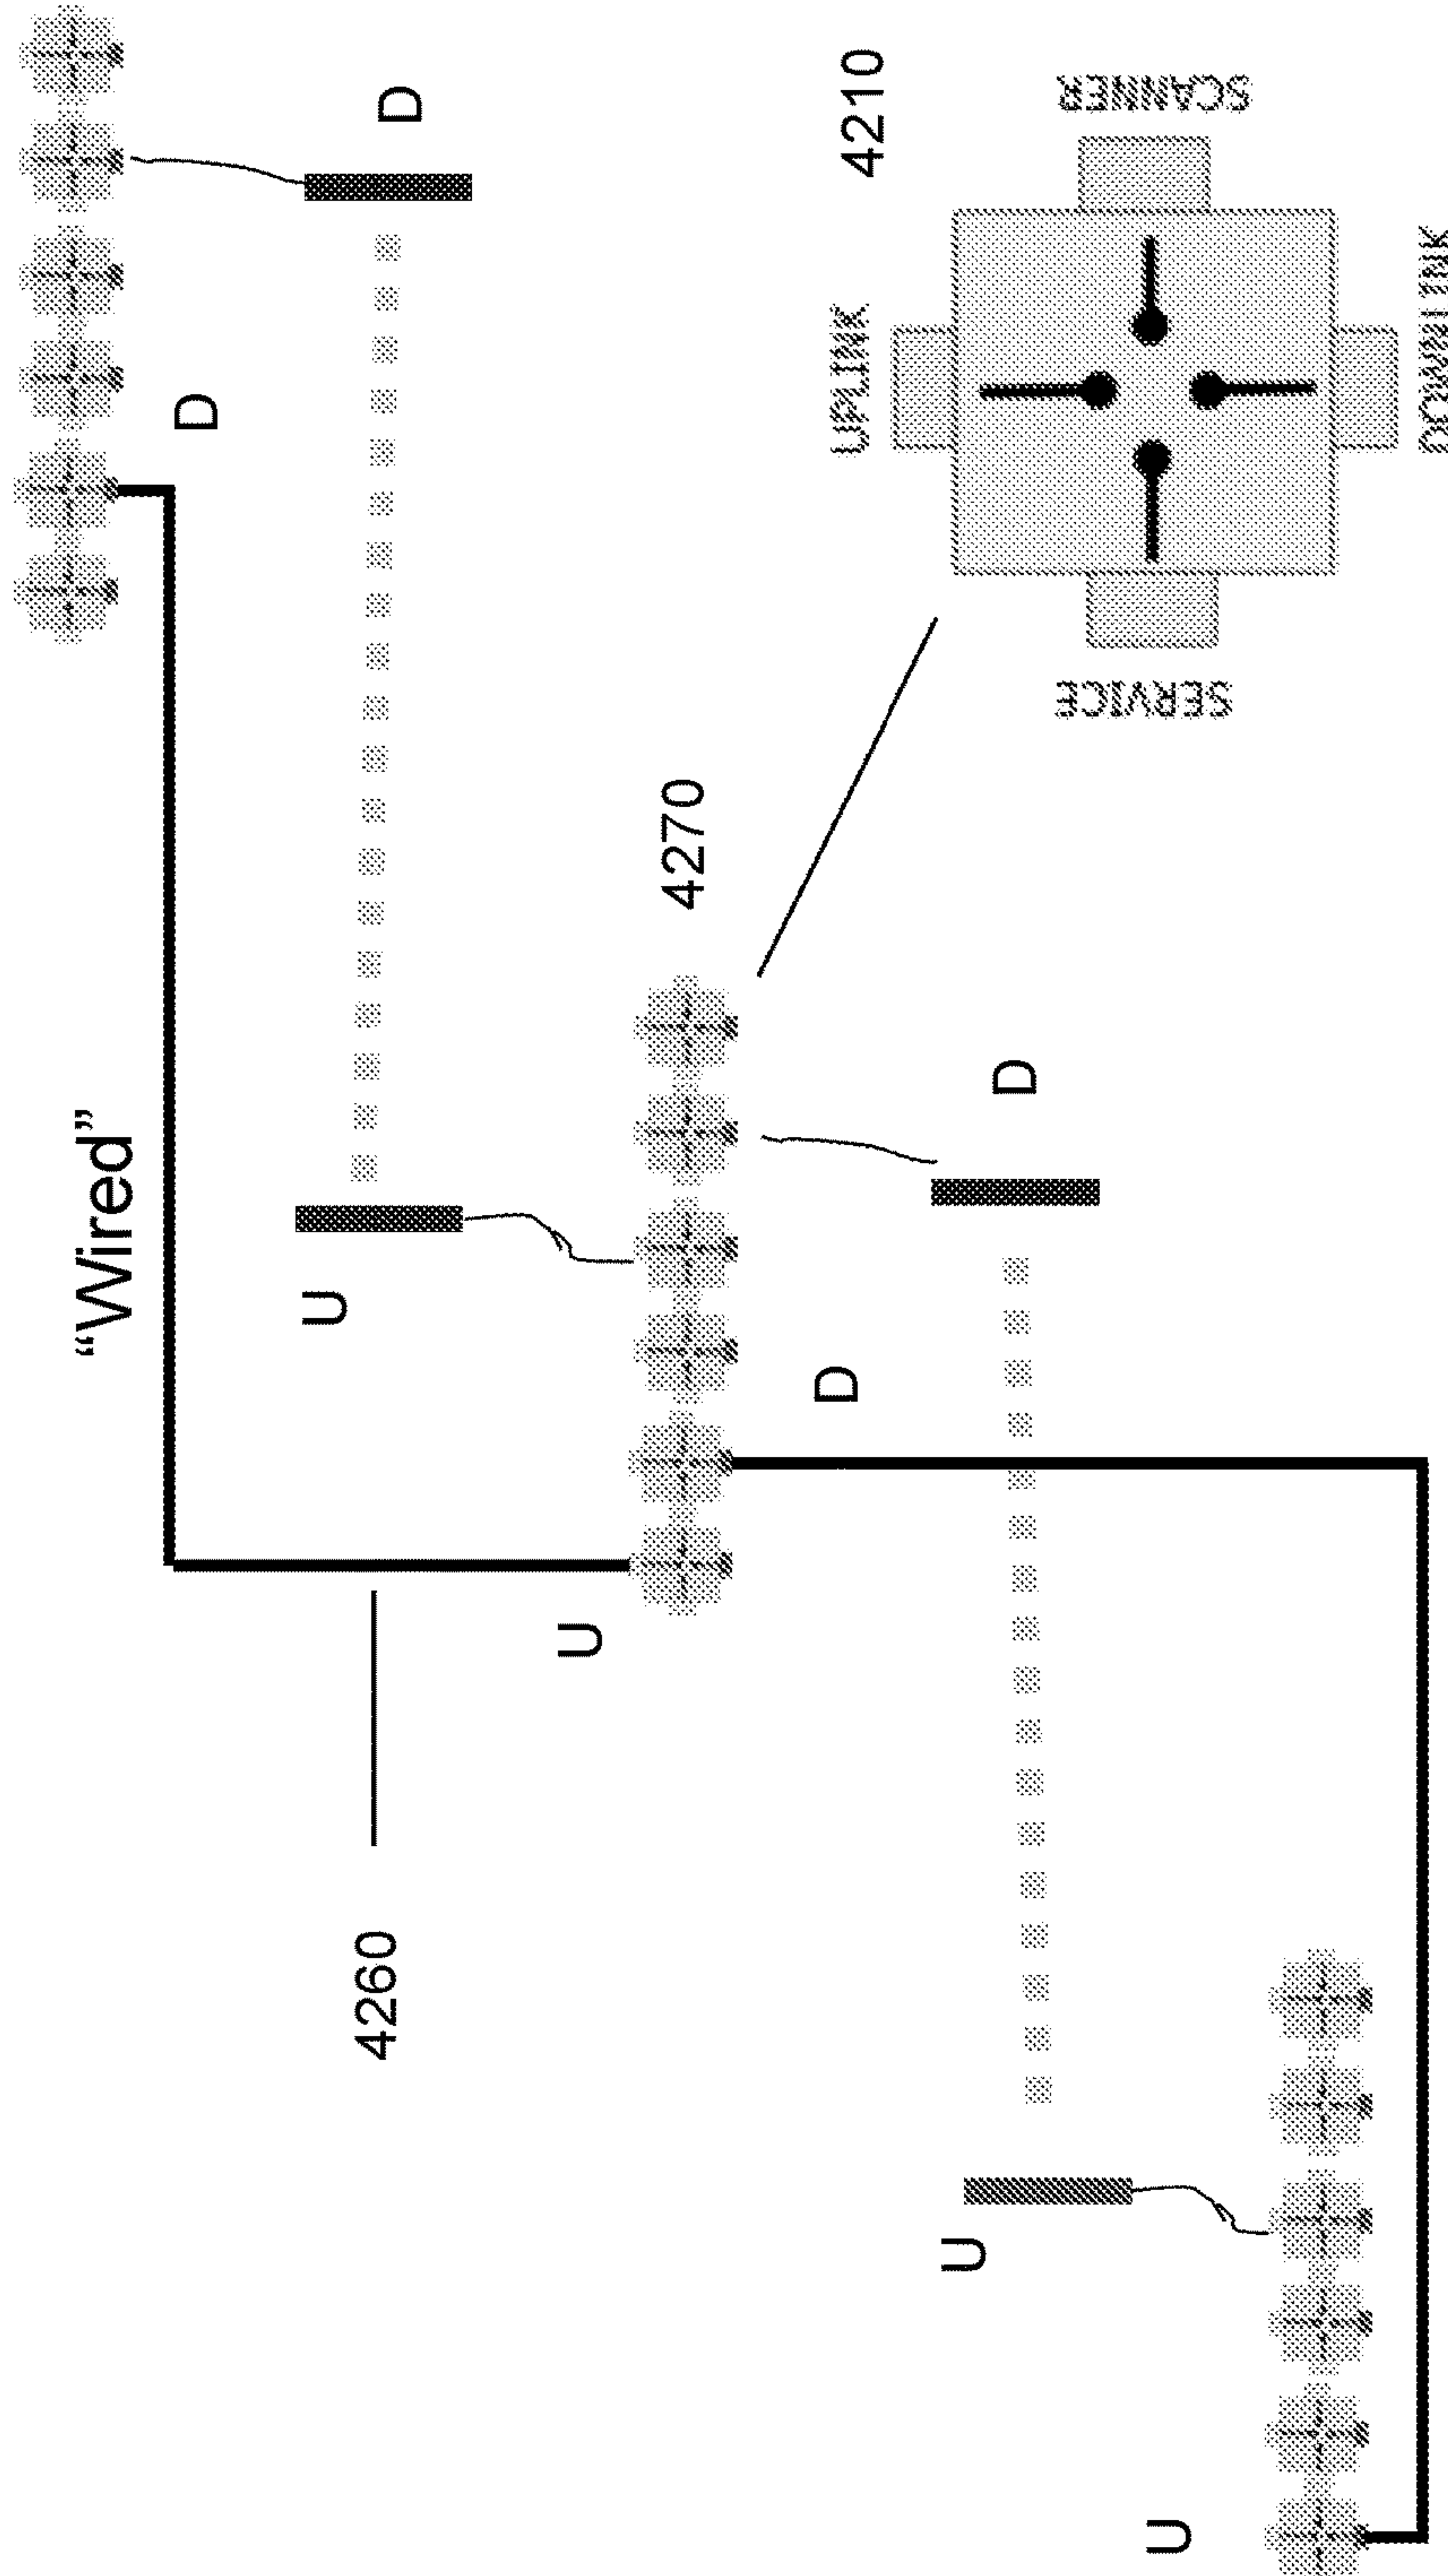 “Wired”
D
U
4260
D
U
4270
D
UPLINK
4210
U
D
SERVICE
SCANNER
U
DOWNLINK